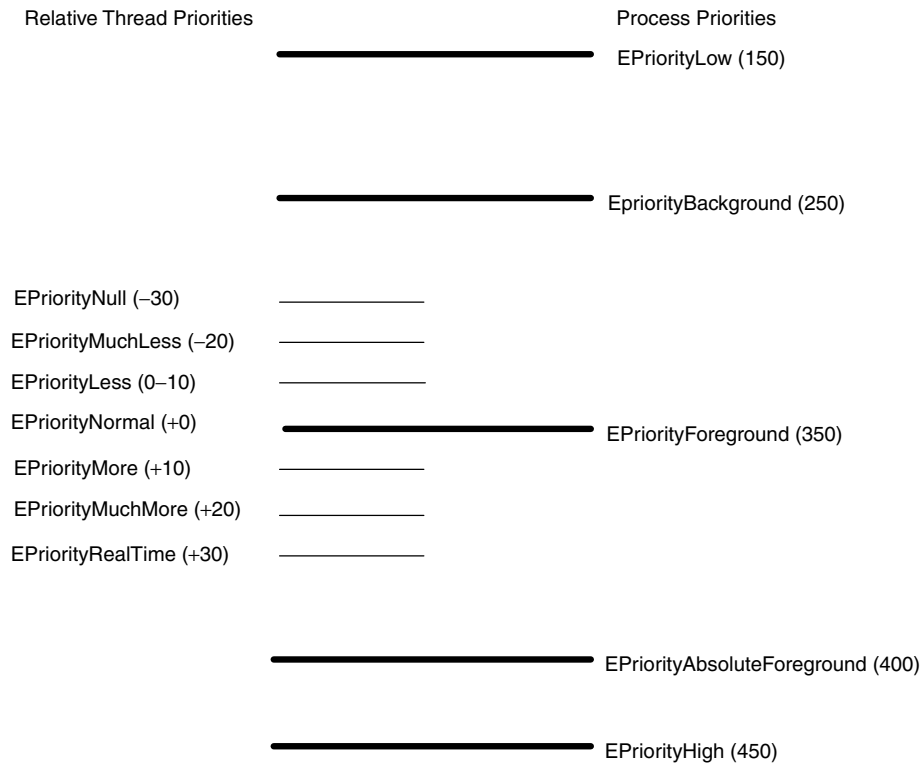 Relative Thread Priorities
Process Priorities
EPriorityLow (150)
EpriorityBackground (250)
EPriorityNull (−30)
EPriorityMuchLess (−20)
EPriorityLess (0−10)
EPriorityNormal (+0)
EPriorityForeground (350)
EPriorityMore (+10)
EPriorityMuchMore (+20)
EPriorityRealTime (+30)
EPriorityAbsoluteForeground (400)
EPriorityHigh (450)